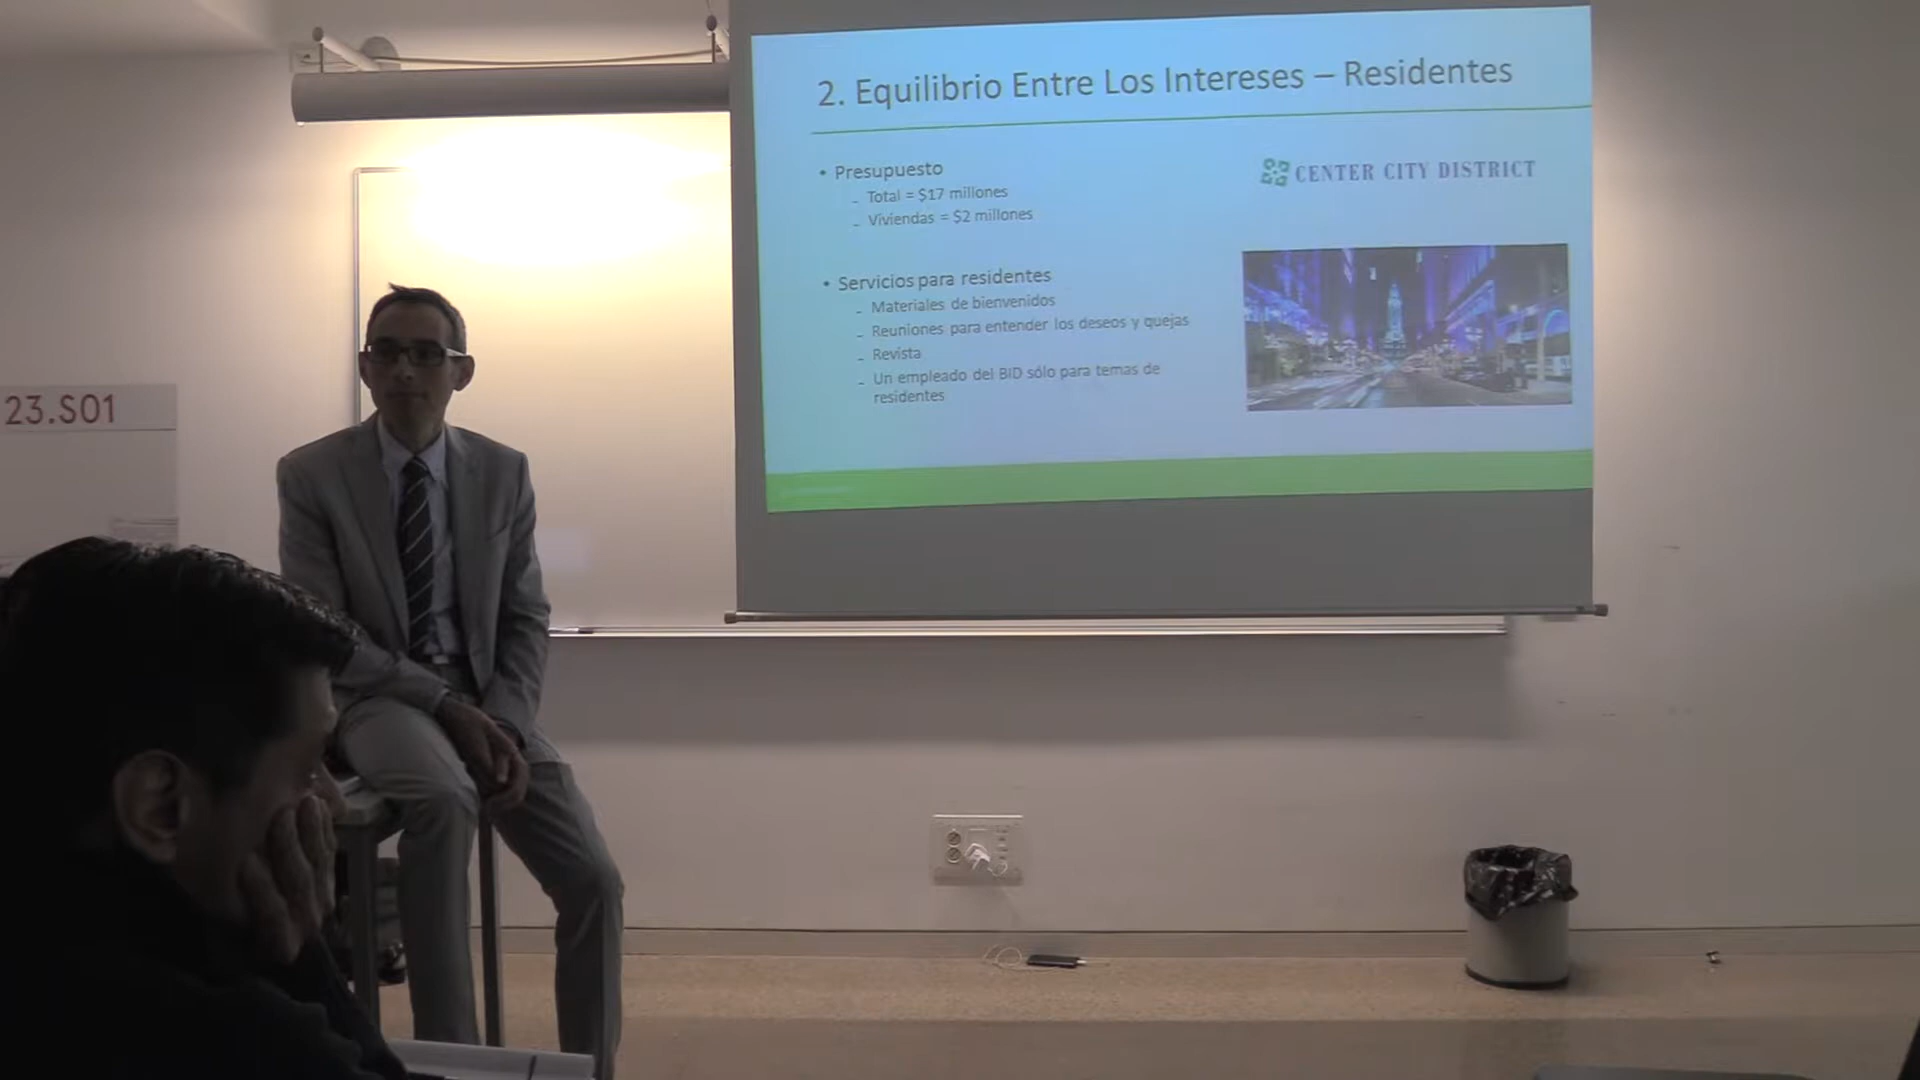 2. Equilibrio Entre Los Intereses – Residentes
• Presupuesto
– Total = $17 millones
– Viviendas = $2 millones
• Servicios para residentes
– Materiales de bienvenidos
– Reuniones para entender los deseos y quejas
– Revista
– Un empleado del BID sólo para temas de
residentes
CENTER CITY DISTRICT
23.S01